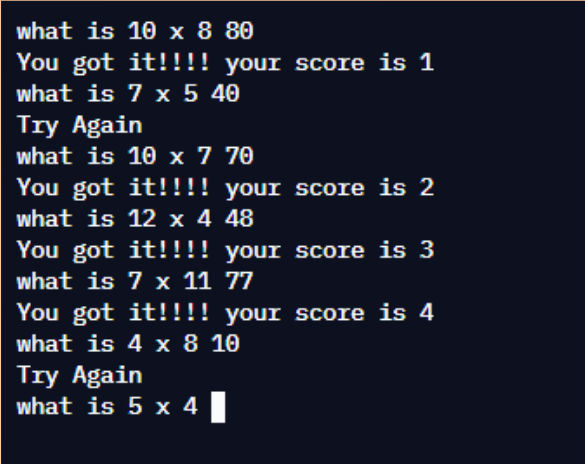 what is 10 x 8 80
You got it!!!! your score is 1
what is 7 x 5 40
Try Again
what is 10 x 7 70
You got it!!!! your score is 2
what is 12 x 4 48
You got it!!!! your score is 3
what is 7 x 11 77
You got it!!!! your score is 4
what is 4 x 8 10
Try Again
what is 5 x 4